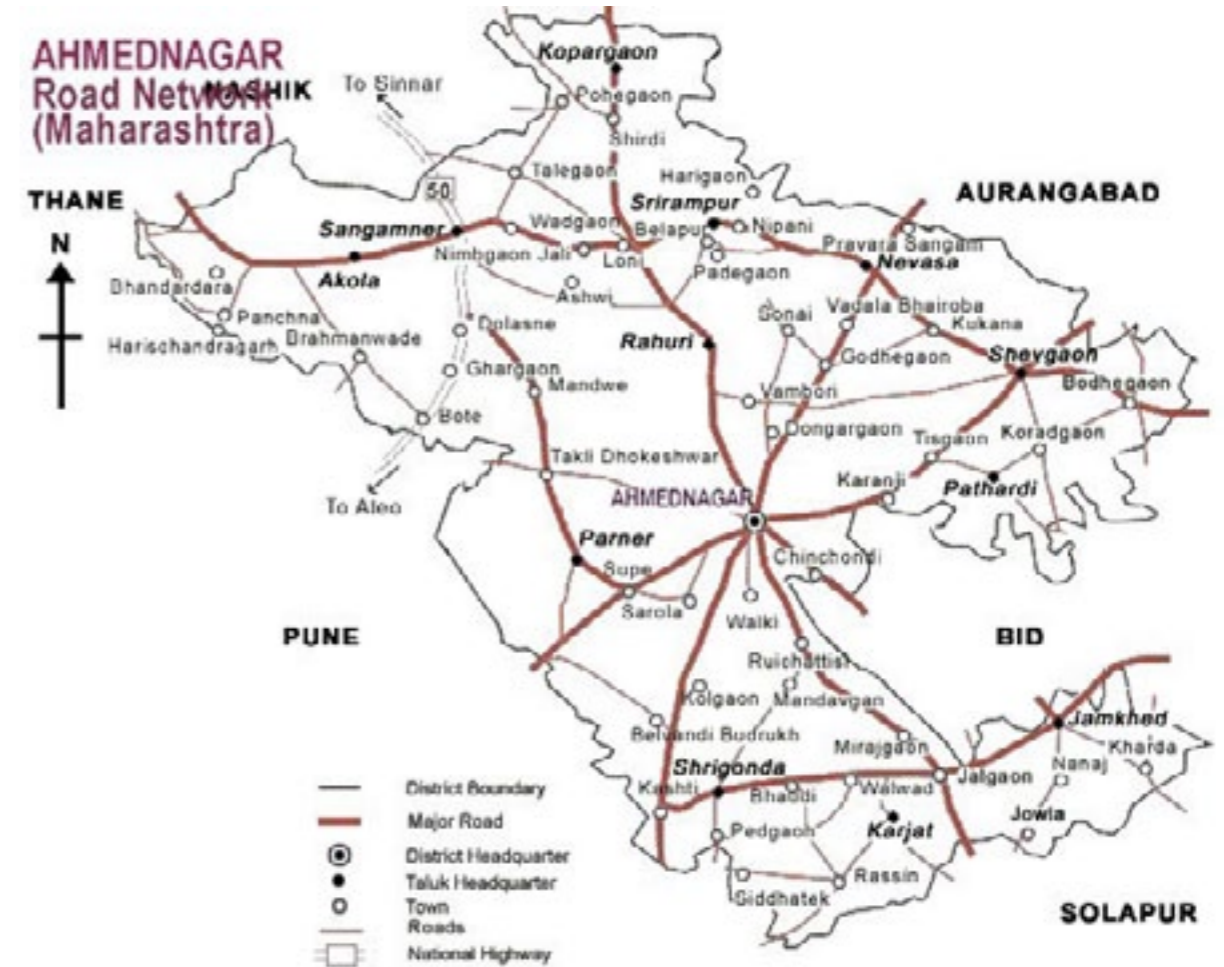 AHMEDNAGAR
Road Network
(Maharashtra)
NASHIK
To Sinnar
Kopargaon
Pohegaon
Shirdi
Talegaon
Harigaon
THANE
50
AURANGABAD
N
Srirampur
Sangamner
Wadgaon
Belapur
Nipani
Pravara Sangam
Nimbgaon Jali
Loni
Padegaon
Nevasa
Akola
Bhandardara
Ashwi
Panchna
Sonai
Vadala Bhairoba
Kukana
Harischandragarh
Brahmanwade
Dolasne
Rahuri
Godhegaon
Shevgaon
Ghargaon
Mandwe
Vambori
Bodhegaon
Bote
Dongargaon
Tisgaon
Koradgaon
Takli Dhokeshwar
AHMEDNAGAR
Karanji
Pathardi
To Aleo
Parner
Supe
Chinchondi
Sarola
Walki
PUNE
BID
Ruichattisi
Kolgaon
Mandavgan
Belvandi Budrukh
Mirajgaon
Jamkhed
Kharda
Nanaj
Shrigonda
Kashti
Bhaddi
Walwad
Jalgaon
Jowla
Pedgaon
Karjat
Rassin
Siddhatek
SOLAPUR
District Boundary
Major Road
District Headquarter
Taluk Headquarter
Town
Roads
National Highway